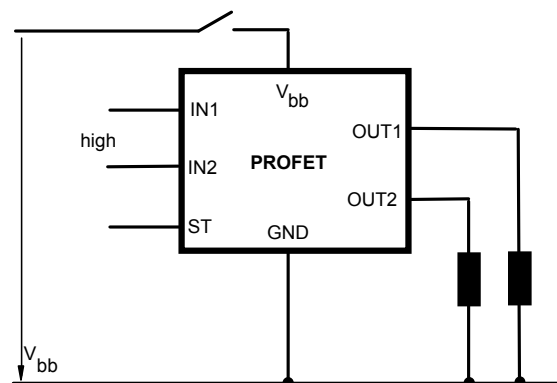 V_bb
IN1
OUT1
high
PROFET
IN2
OUT2
ST
GND
V_bb